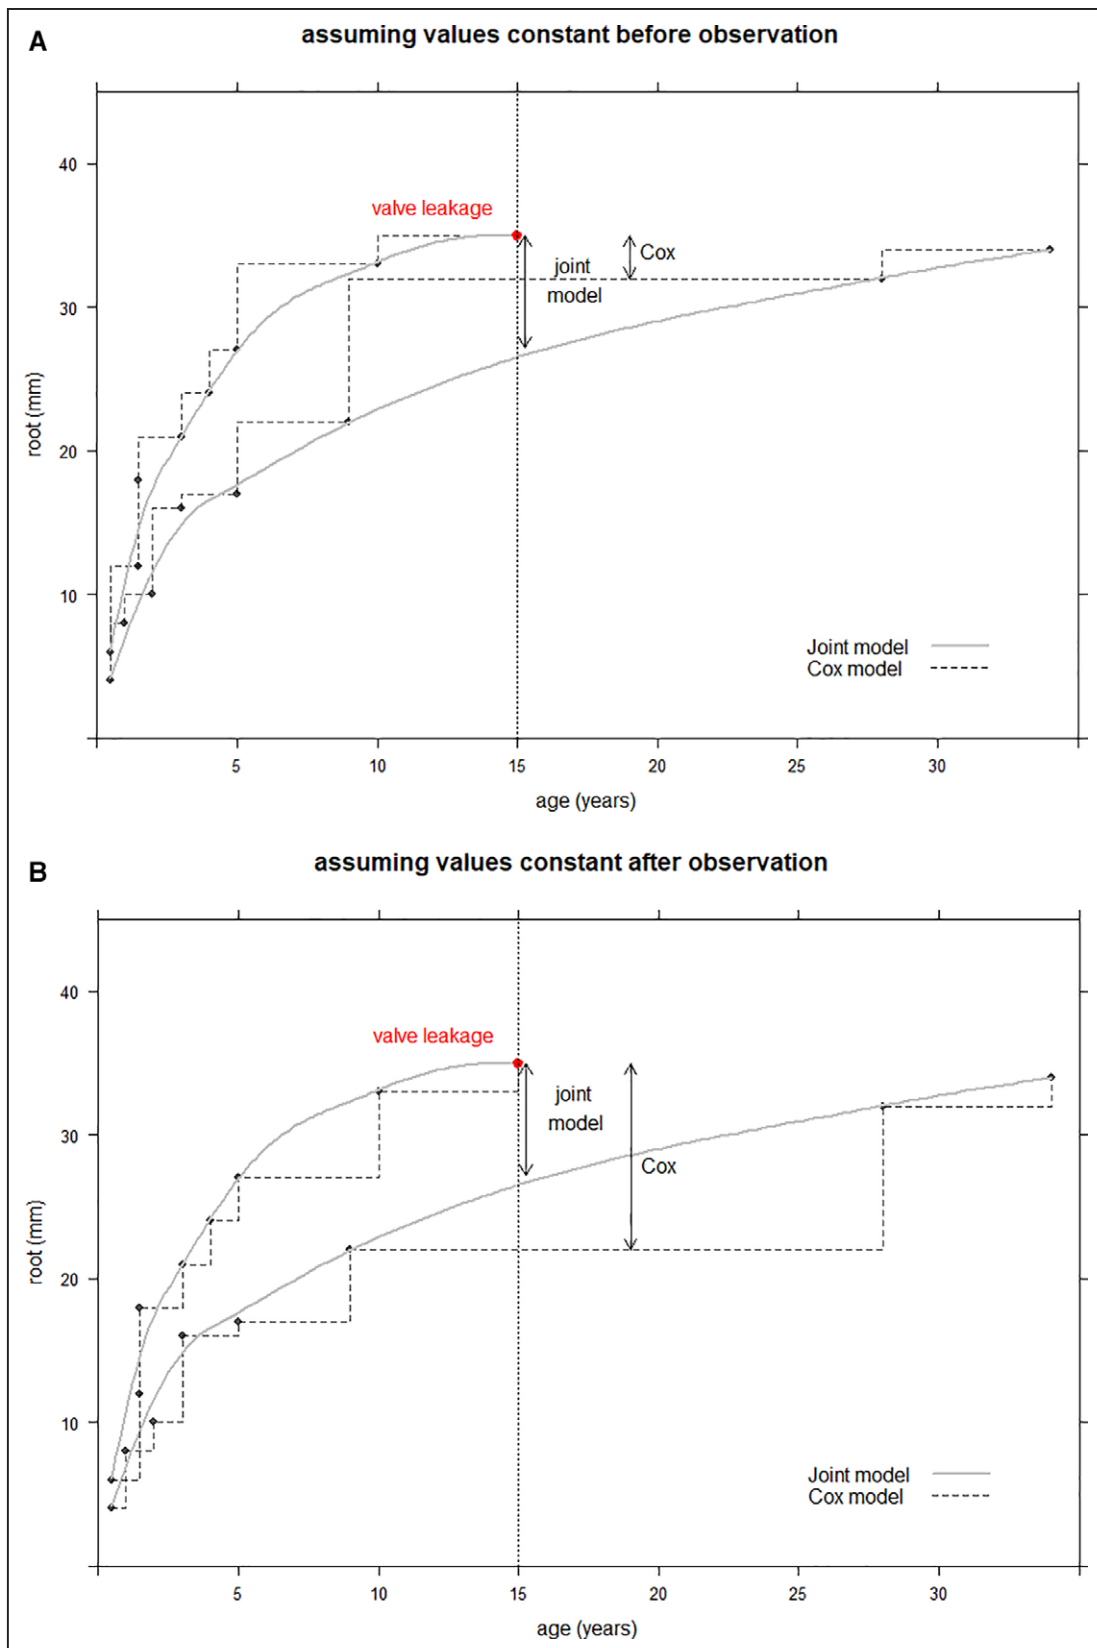 A
assuming values constant before observation
40
30
20
10
root (mm)
valve leakage
joint
model
Cox
Joint model
Cox model
5
10
15
20
25
30
age (years)
B
assuming values constant after observation
40
30
20
10
root (mm)
valve leakage
joint
model
Cox
Joint model
Cox model
5
10
15
20
25
30
age (years)